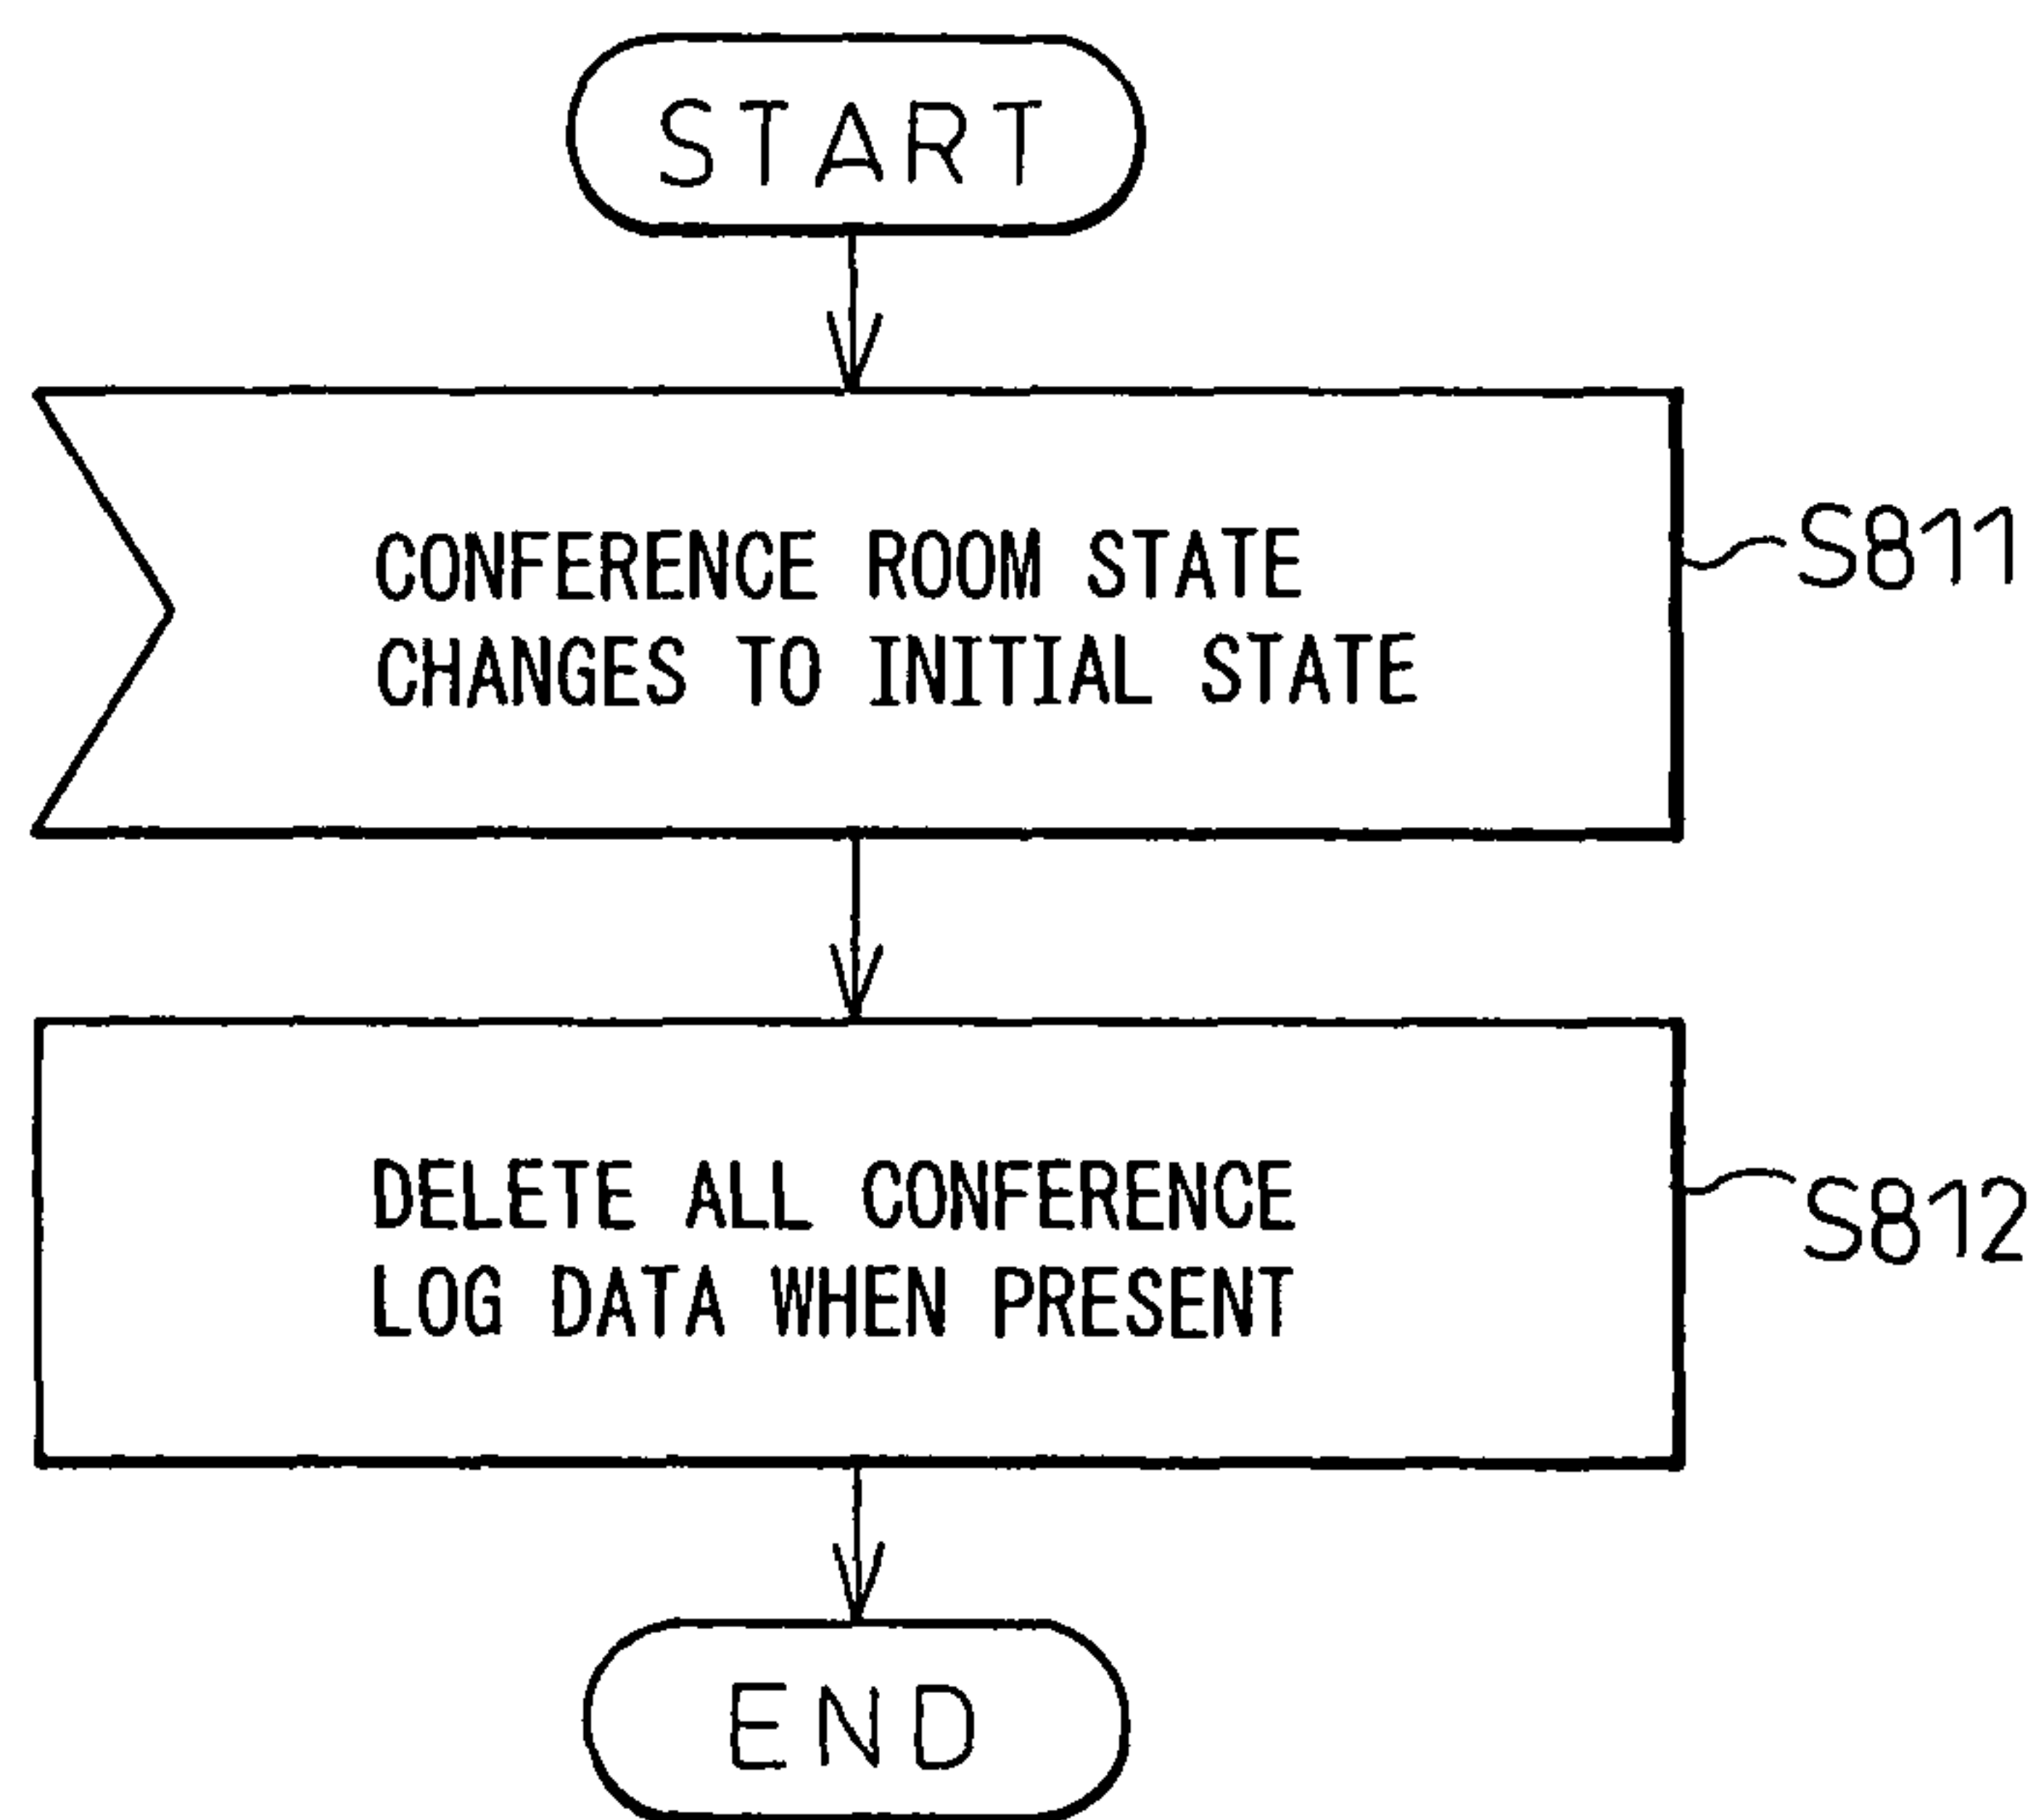 START
CONFERENCE ROOM STATE
CHANGES TO INITIAL STATE
S811
DELETE ALL CONFERENCE
LOG DATA WHEN PRESENT
S812
END